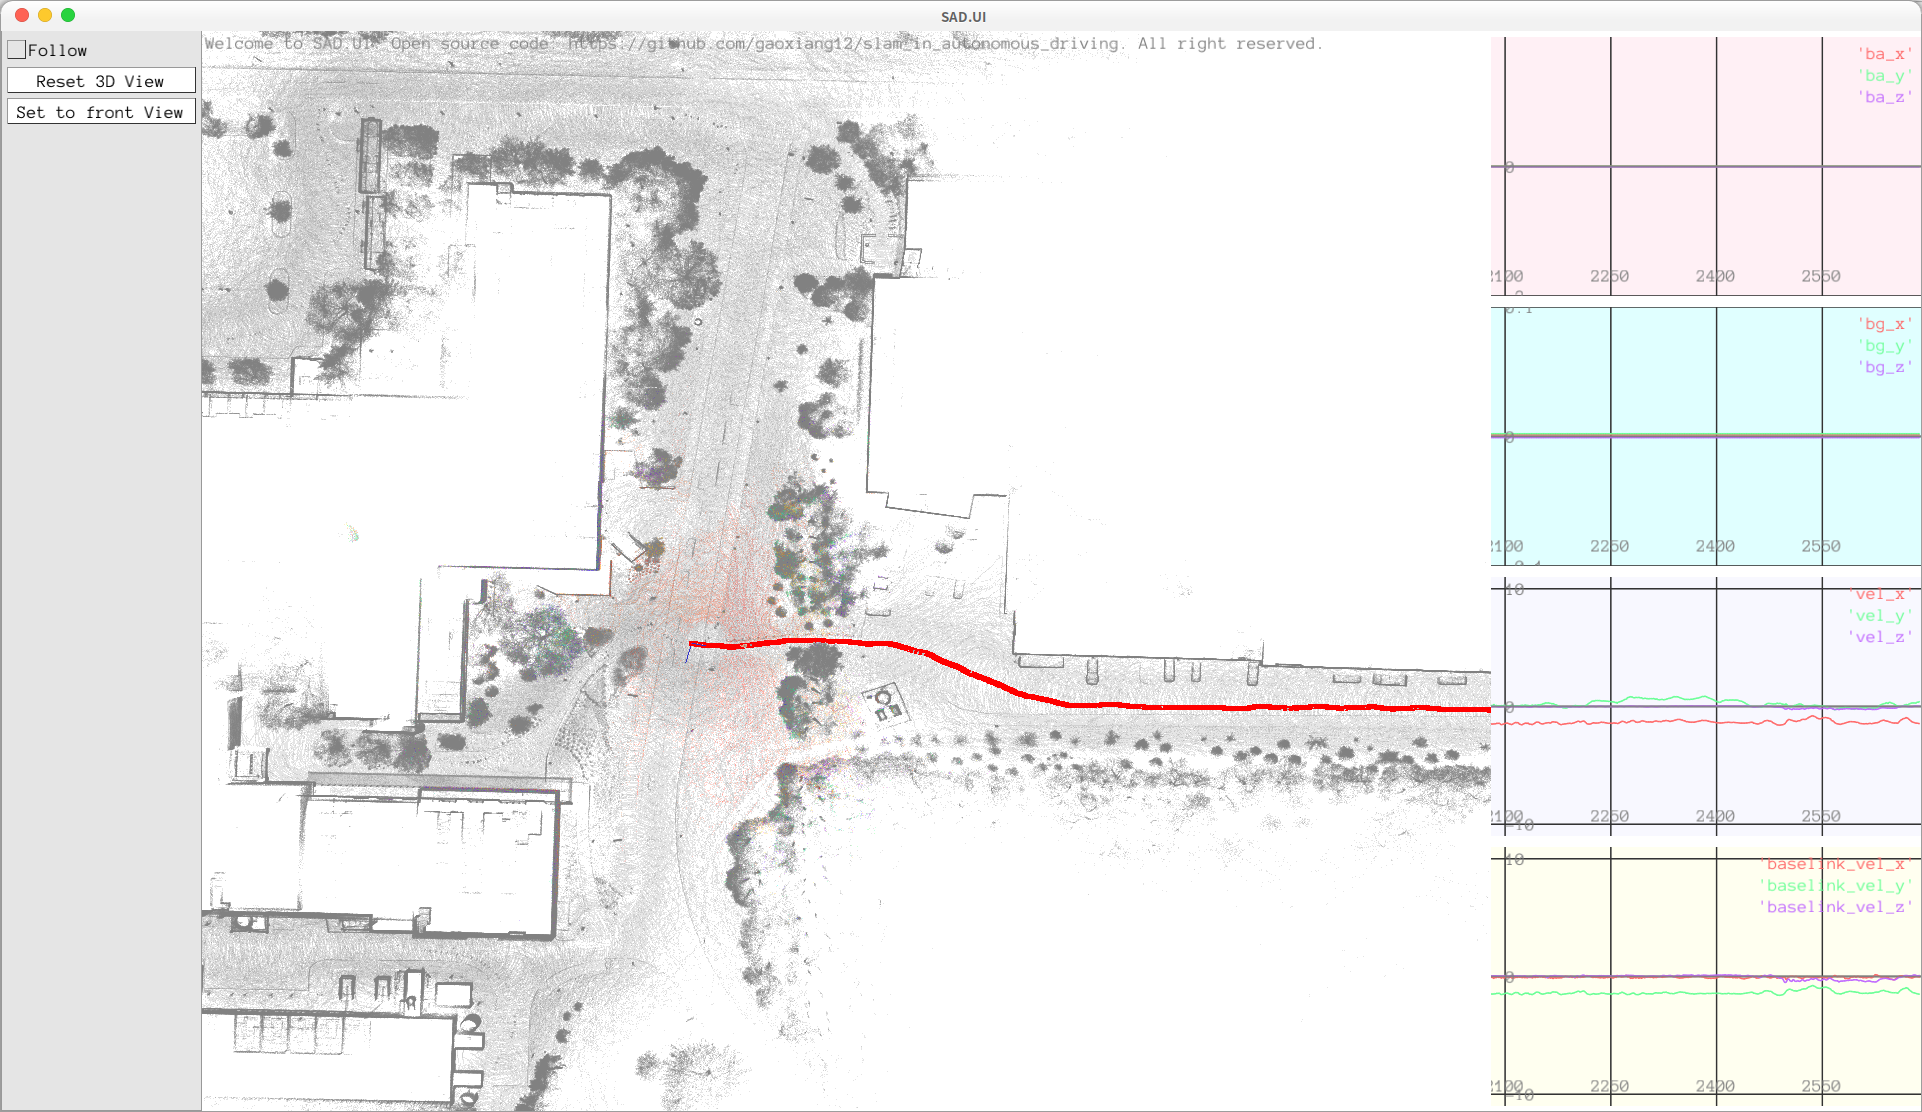 SAD.UI
Follow
Reset 3D View
Set to front View
Welcome to SAD.UI. Open source code: https://github.com/gaoxiang12/slam_in_autonomous_driving. All right reserved.
'ba_x'
'ba_y'
'ba_z'
0
2100 2250 2400 2550
0.1
'bg_x'
'bg_y'
'bg_z'
0
2100 2250 2400 2550
10
'vel_x'
'vel_y'
'vel_z'
0
2100 2250 2400 2550
-10
10
'baselink_vel_x'
'baselink_vel_y'
'baselink_vel_z'
0
2100 2250 2400 2550
-10